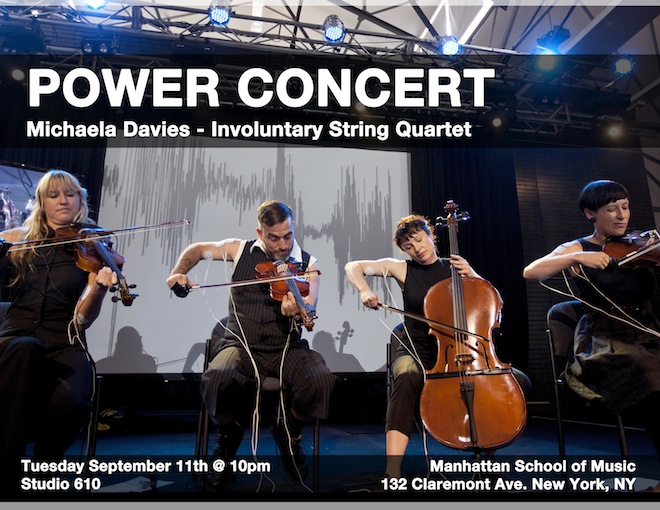 POWER CONCERT
Michaela Davies - Involuntary String Quartet
Tuesday September 11th @ 10pm
Studio 610
Manhattan School of Music
132 Claremont Ave. New York, NY